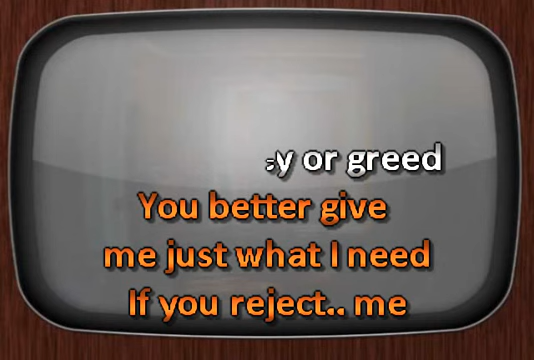 or greed
You better give
me just what I need
If you reject.. me